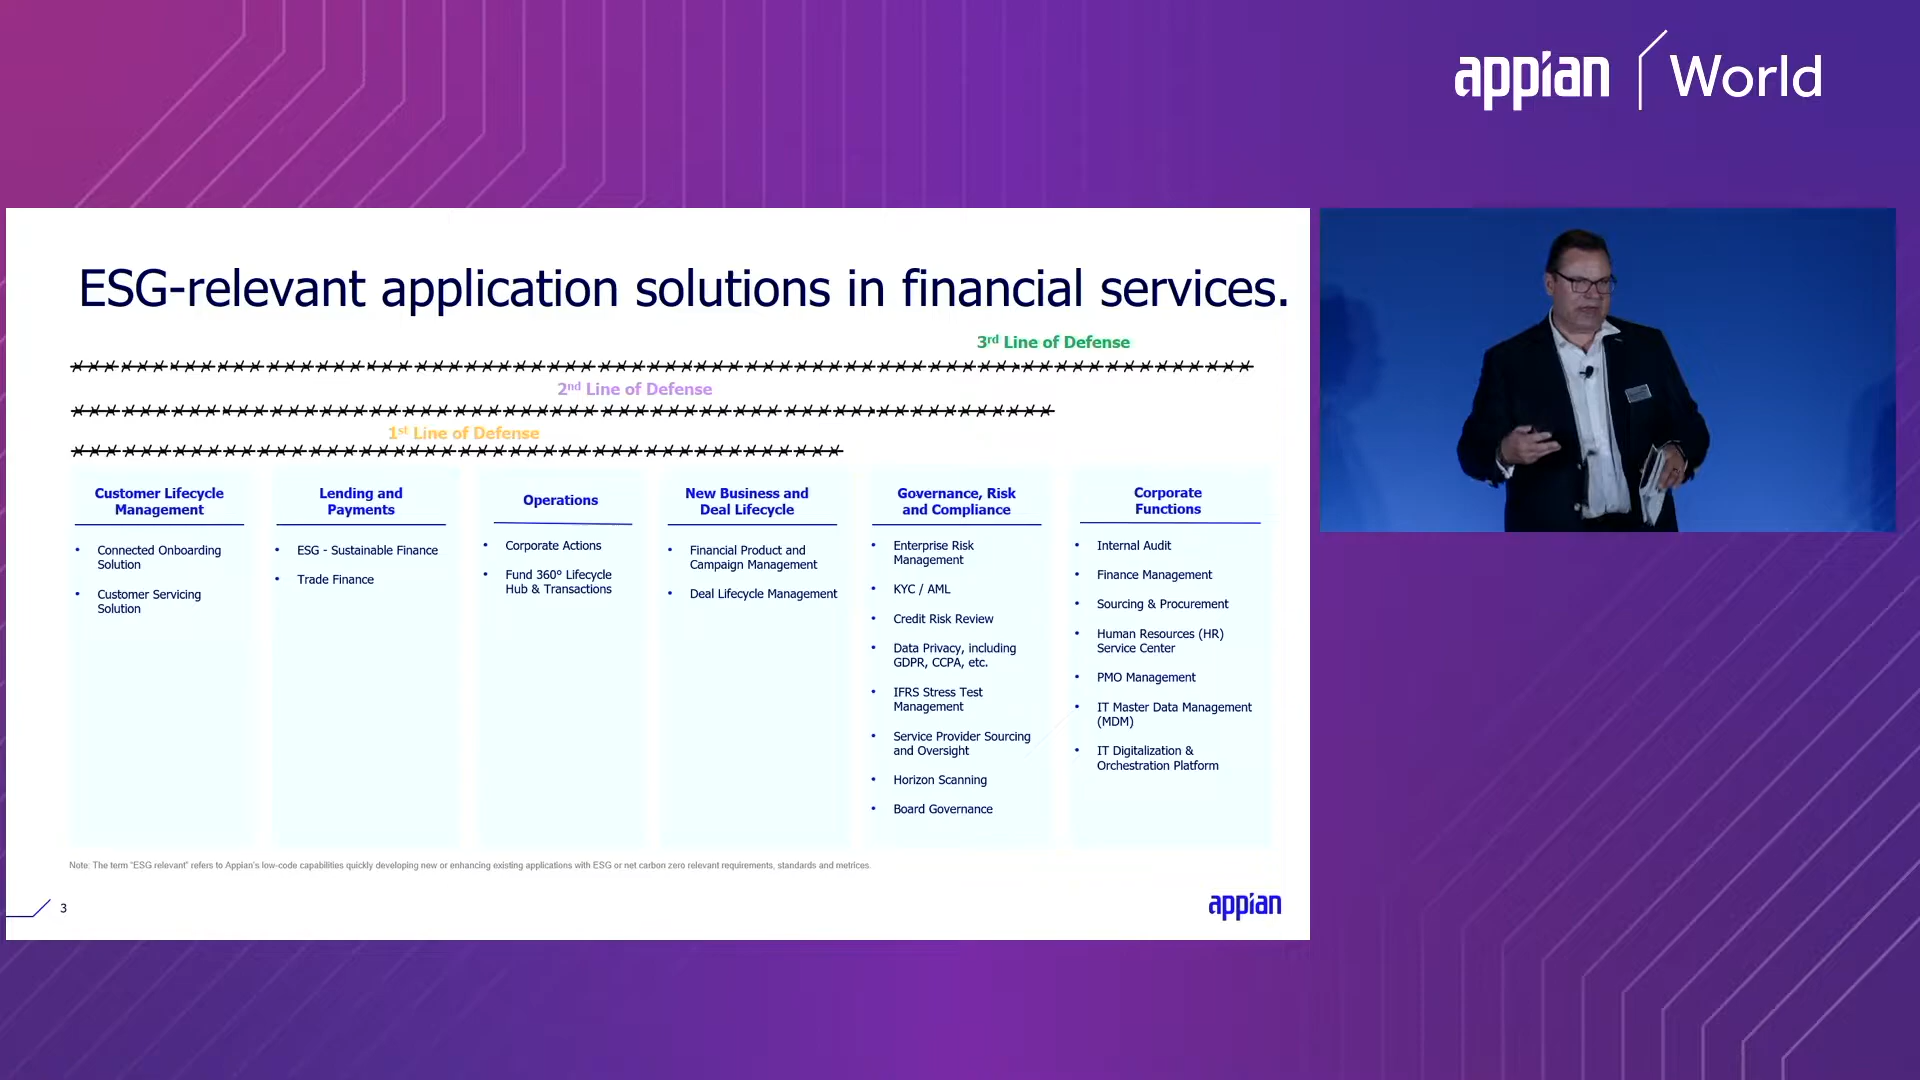 appian World
ESG-relevant application solutions in financial services.
3rd Line of Defense
2nd Line of Defense
1st Line of Defense
Customer Lifecycle
Management
• Connected Onboarding
Solution
• Customer Servicing
Solution
Lending and
Payments
• ESG - Sustainable Finance
• Trade Finance
Operations
• Corporate Actions
• Fund 360° Lifecycle
Hub & Transactions
New Business and
Deal Lifecycle
• Financial Product and
Campaign Management
• Deal Lifecycle Management
Governance, Risk
and Compliance
• Enterprise Risk
Management
• KYC / AML
• Credit Risk Review
• Data Privacy, including
GDPR, CCPA, etc.
• IFRS Stress Test
Management
• Service Provider Sourcing
and Oversight
• Horizon Scanning
• Board Governance
Corporate
Functions
• Internal Audit
• Finance Management
• Sourcing & Procurement
• Human Resources (HR)
Service Center
• PMO Management
• IT Master Data Management
(MDM)
• IT Digitalization &
Orchestration Platform
Note: The term "ESG relevant" refers to Appian's low-code capabilities quickly developing new or enhancing existing applications with ESG or net carbon zero relevant requirements, standards and metrices.
3
appian